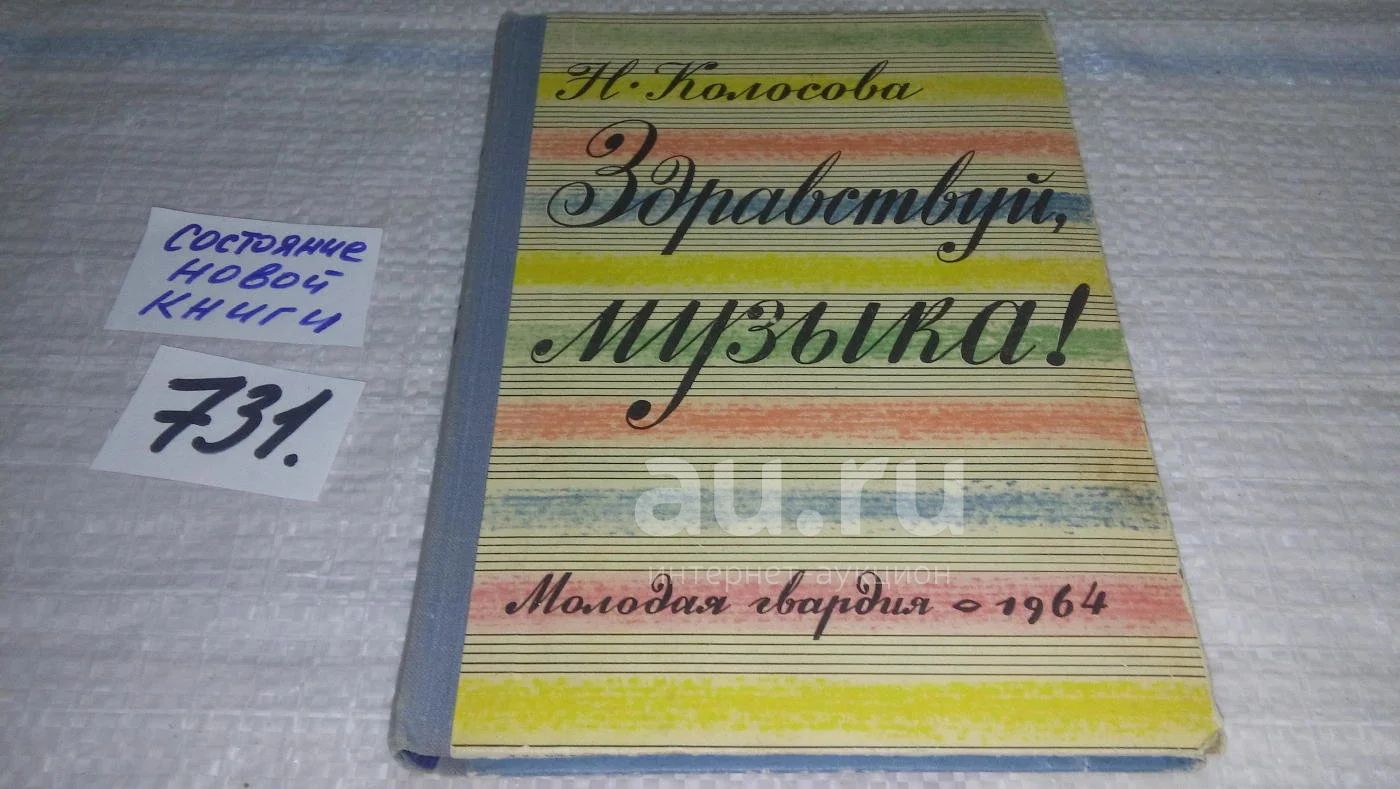 Н. Колосова
Здравствуй,
музыка!
Молодая гвардия 1964
состояние
новой
книги
731.
au.ru
интернет аукцион